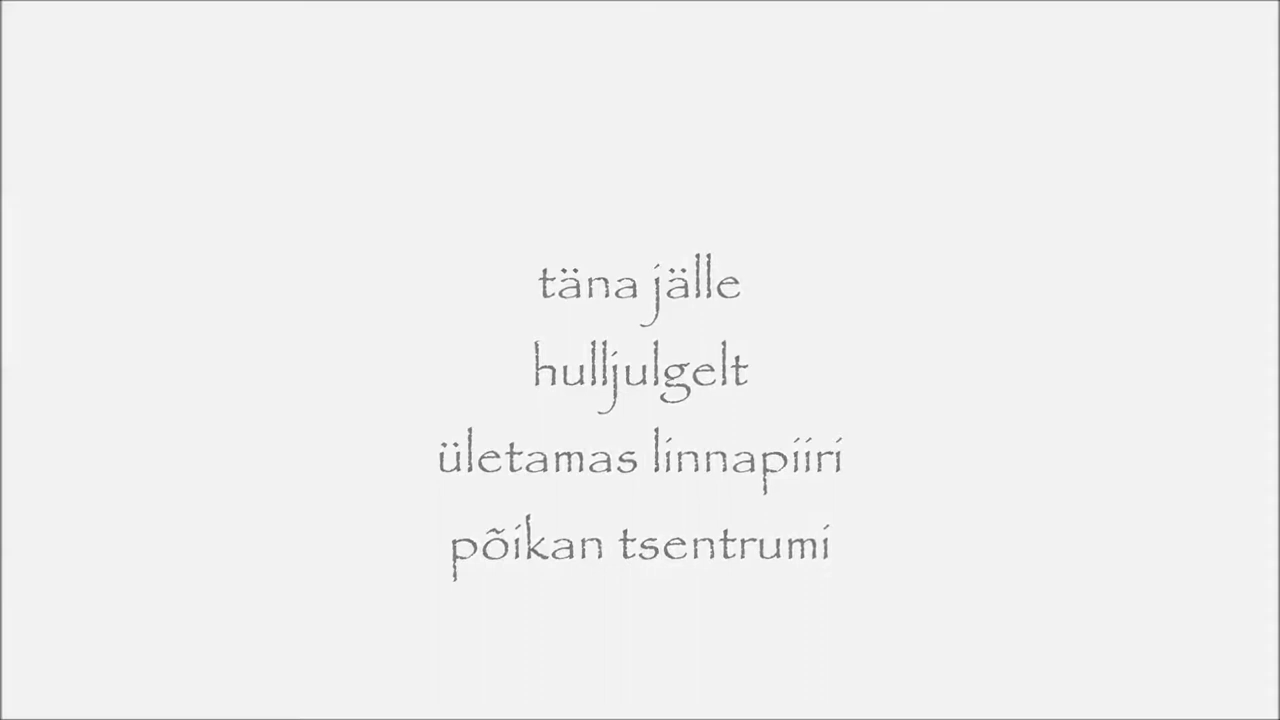 täna jälle
hulljulgelt
ületamas linnapiiri
põikan tsentrumi